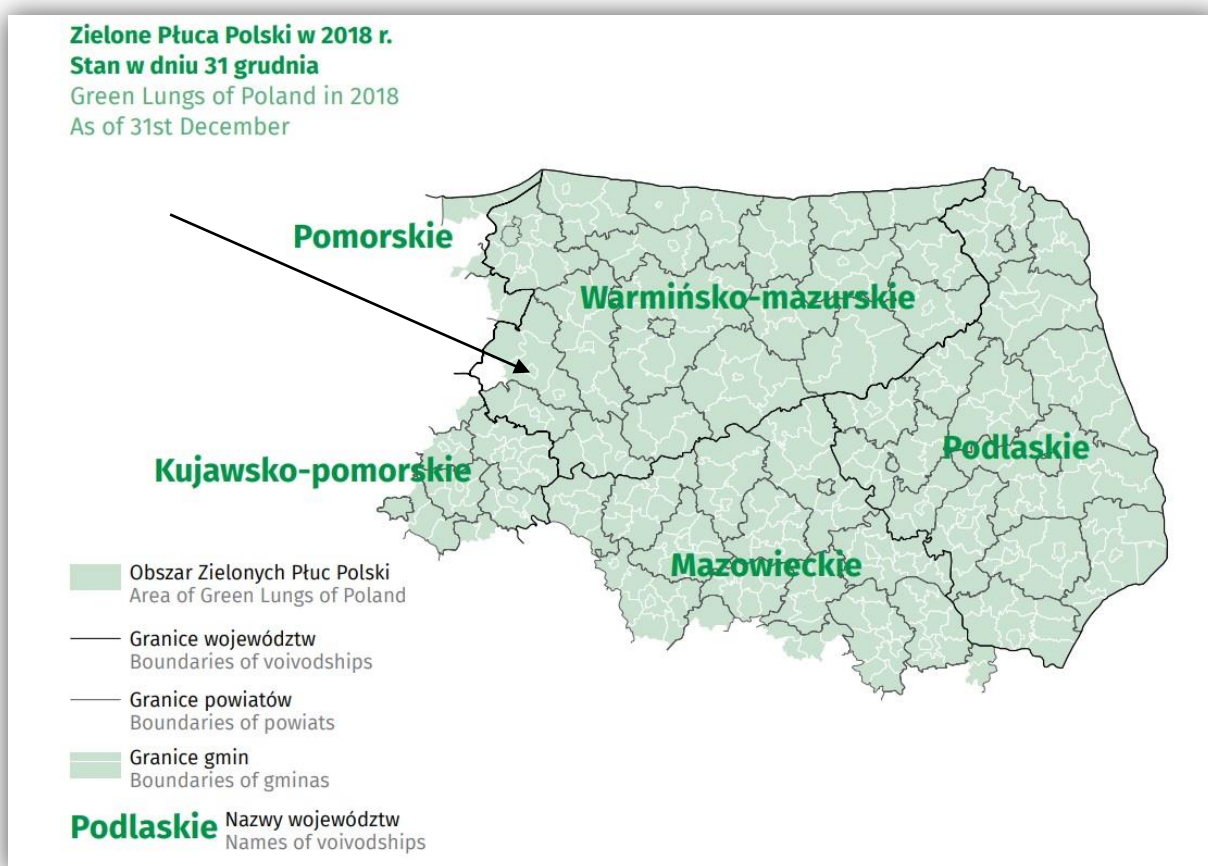 Zielone Płuca Polski w 2018 r.
Stan w dniu 31 grudnia
Green Lungs of Poland in 2018
As of 31st December
Pomorskie
Warmińsko-mazurskie
Podlaskie
Kujawsko-pomorskie
Mazowieckie
Obszar Zielonych Płuc Polski
Area of Green Lungs of Poland
Granice województw
Boundaries of voivodships
Granice powiatów
Boundaries of powiats
Granice gmin
Boundaries of gminas
Podlaskie Nazwy województw
Names of voivodships